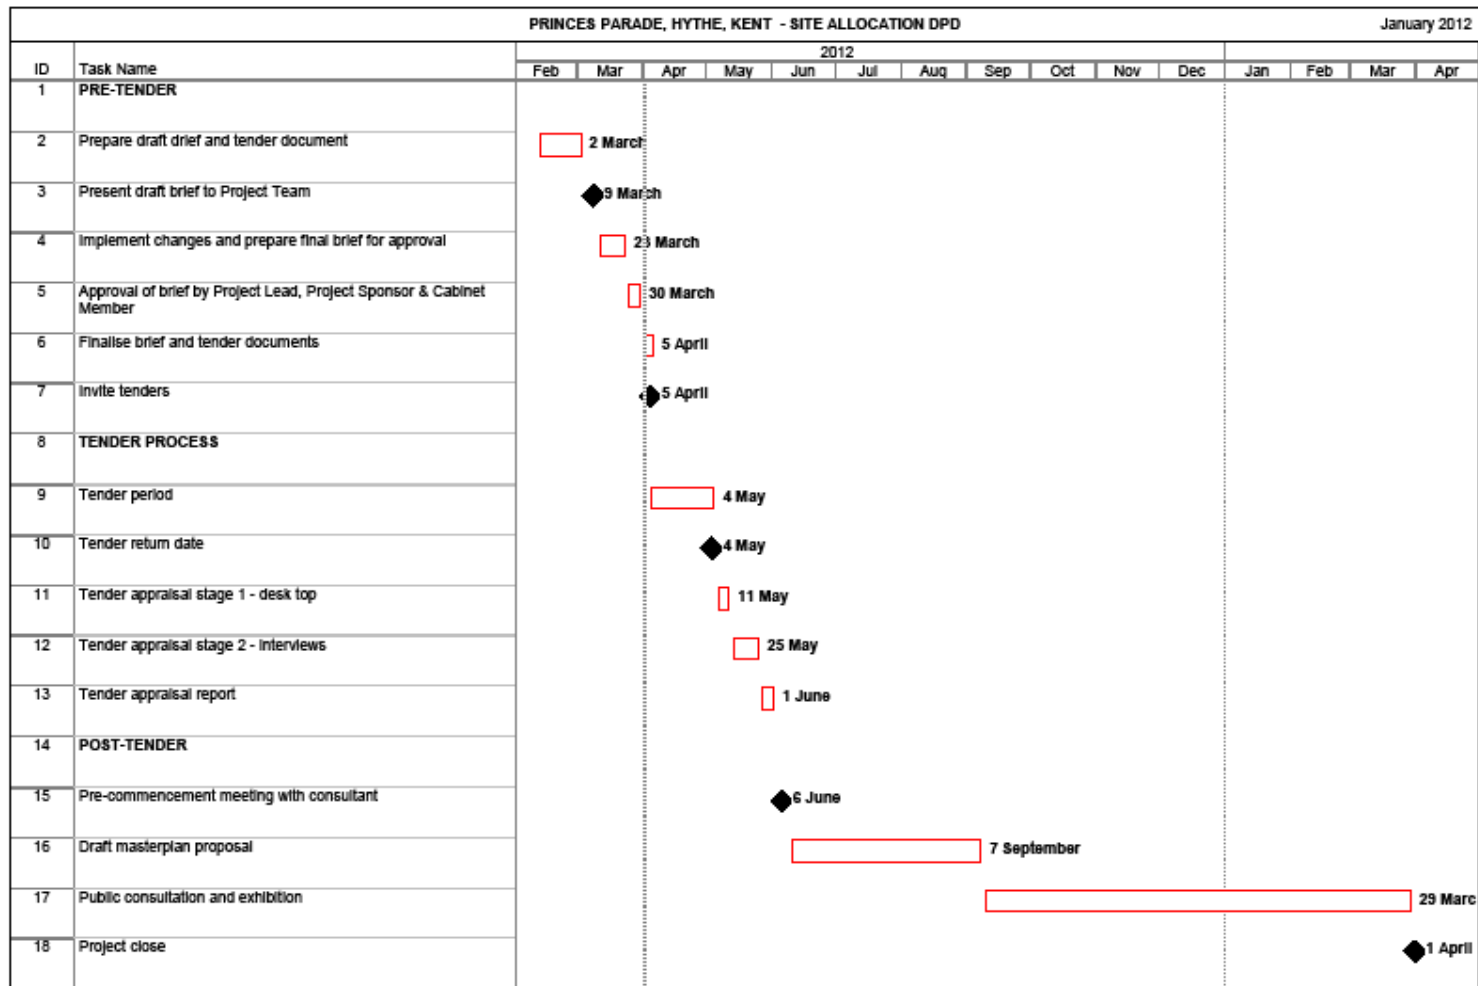 PRINCES PARADE, HYTHE, KENT - SITE ALLOCATION DPD January 2012
2012
ID Task Name Feb Mar Apr May Jun Jul Aug Sep Oct Nov Dec Jan Feb Mar Apr
1 PRE-TENDER
2 Prepare draft drief and tender document 2 March
3 Present draft brief to Project Team 9 March
4 Implement changes and prepare final brief for approval 23 March
5 Approval of brief by Project Lead, Project Sponsor & Cabinet 30 March
Member
6 Finalise brief and tender documents 5 April
7 Invite tenders 5 April
8 TENDER PROCESS
9 Tender period 4 May
10 Tender return date 4 May
11 Tender appraisal stage 1 - desk top 11 May
12 Tender appraisal stage 2 - Interviews 25 May
13 Tender appraisal report 1 June
14 POST-TENDER
15 Pre-commencement meeting with consultant 6 June
16 Draft masterplan proposal 7 September
17 Public consultation and exhibition 29 Marc
18 Project close 1 April